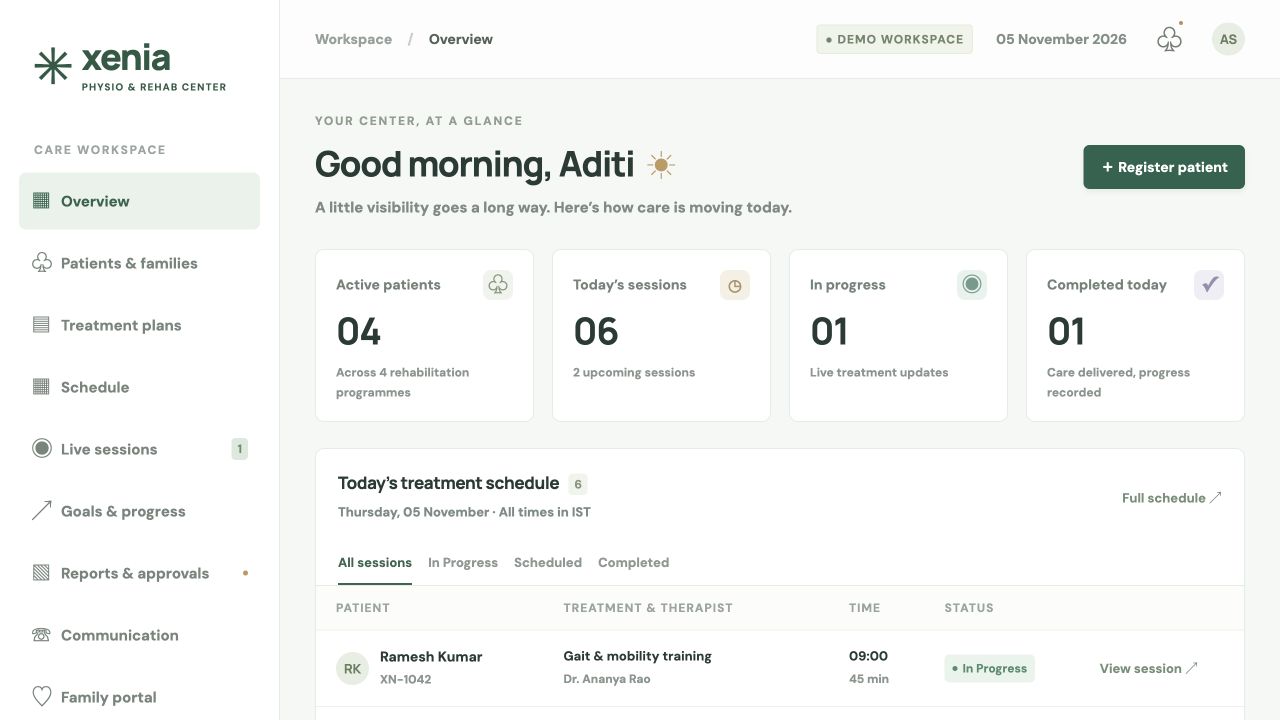 xenia
PHYSIO & REHAB CENTER
CARE WORKSPACE
Overview
Patients & families
Treatment plans
Schedule
Live sessions 1
Goals & progress
Reports & approvals
Communication
Family portal
Workspace / Overview
DEMO WORKSPACE
05 November 2026
AS
YOUR CENTER, AT A GLANCE
Good morning, Aditi
A little visibility goes a long way. Here’s how care is moving today.
+ Register patient
Active patients
04
Across 4 rehabilitation
programmes
Today’s sessions
06
2 upcoming sessions
In progress
01
Live treatment updates
Completed today
01
Care delivered, progress
recorded
Today’s treatment schedule 6
Thursday, 05 November · All times in IST
Full schedule ↗
All sessions In Progress Scheduled Completed
PATIENT TREATMENT & THERAPIST TIME STATUS
RK
Ramesh Kumar
XN-1042
Gait & mobility training
Dr. Ananya Rao
09:00
45 min
In Progress
View session ↗